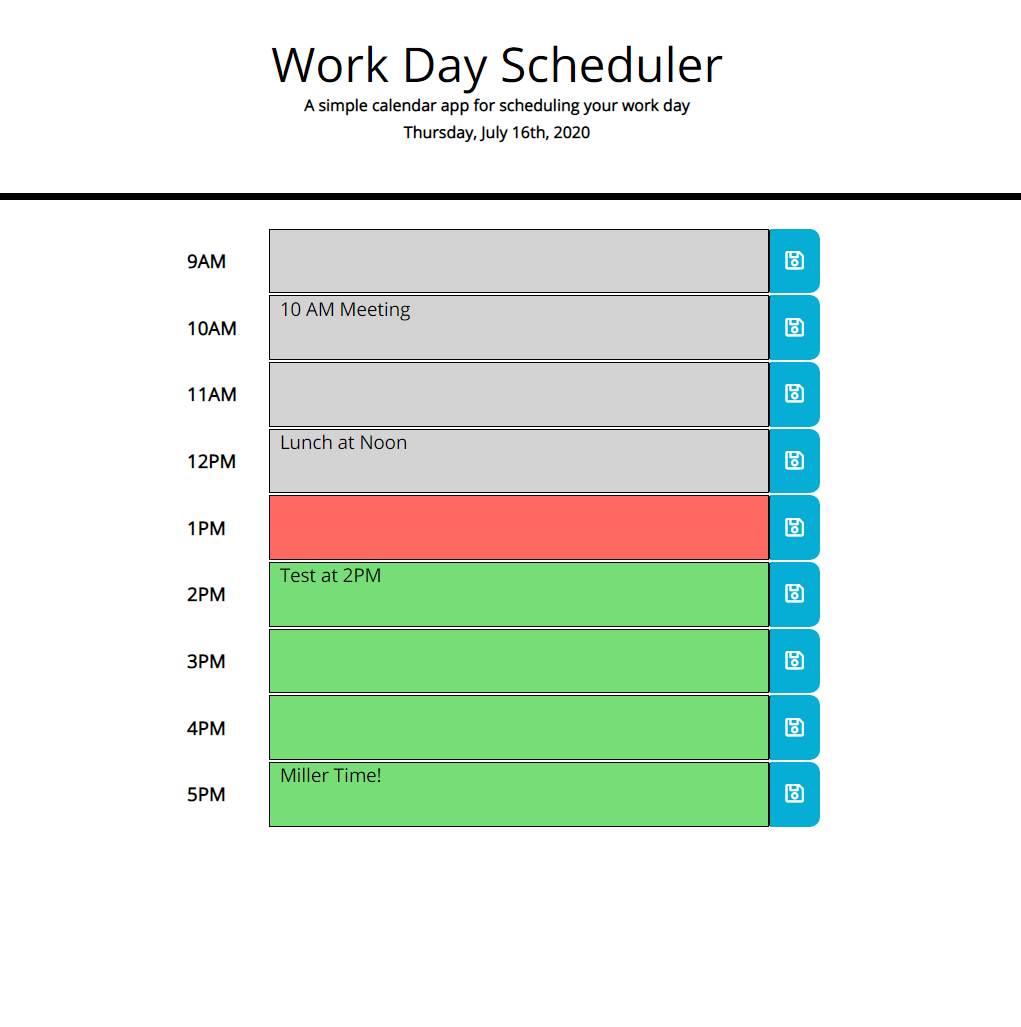 Work Day Scheduler
A simple calendar app for scheduling your work day
Thursday, July 16th, 2020
9AM
10AM 10 AM Meeting
11AM
12PM Lunch at Noon
1PM
2PM Test at 2PM
3PM
4PM
5PM Miller Time!